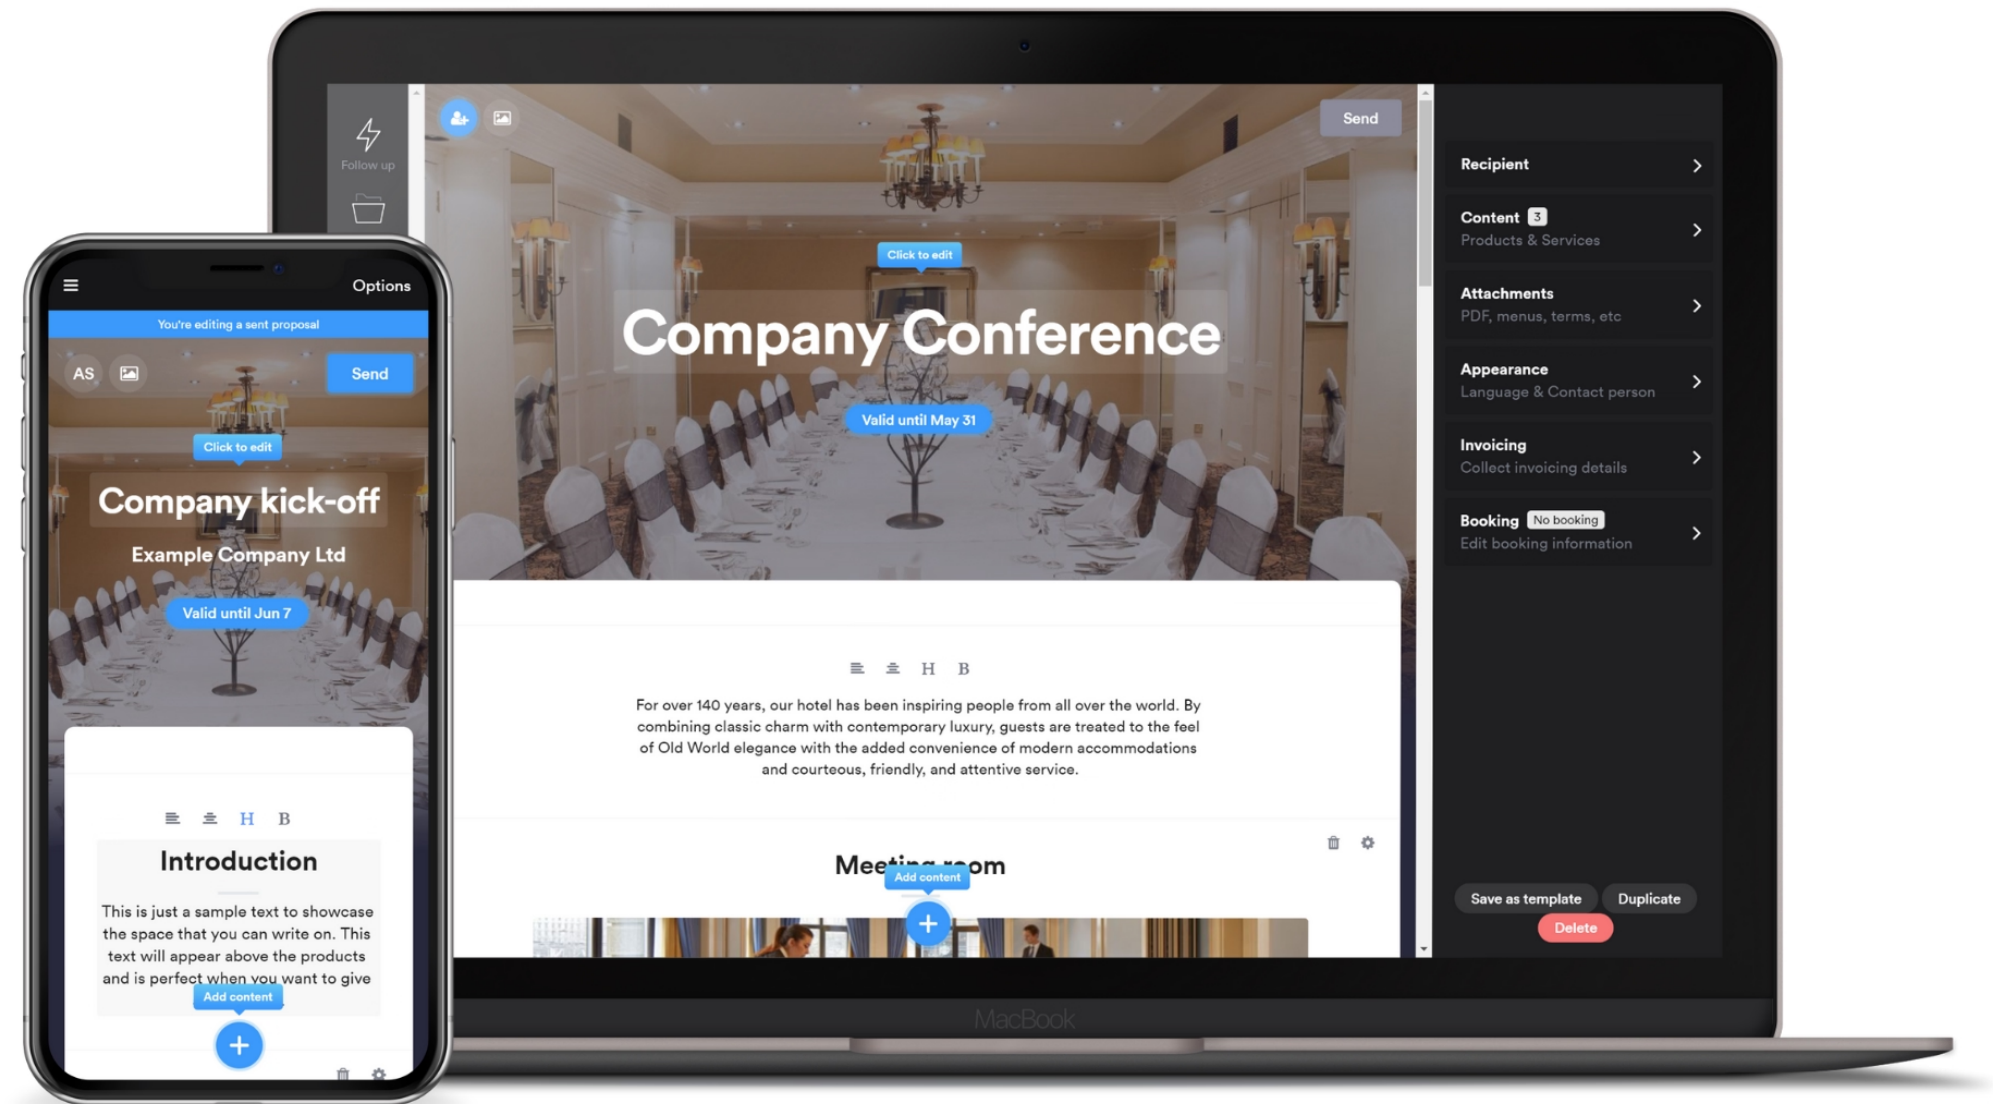 Follow up
Send
Click to edit
Company Conference
Valid until May 31
H B
For over 140 years, our hotel has been inspiring people from all over the world. By
combining classic charm with contemporary luxury, guests are treated to the feel
of Old World elegance with the added convenience of modern accommodations
and courteous, friendly, and attentive service.
Meeting room
Add content
Recipient
Content 3
Products & Services
Attachments
PDF, menus, terms, etc
Appearance
Language & Contact person
Invoicing
Collect invoicing details
Booking No booking
Edit booking information
Save as template Duplicate
Delete
MacBook
Options
You're editing a sent proposal
AS
Send
Click to edit
Company kick-off
Example Company Ltd
Valid until Jun 7
H B
Introduction
This is just a sample text to showcase
the space that you can write on. This
text will appear above the products
and is perfect when you want to give
Add content